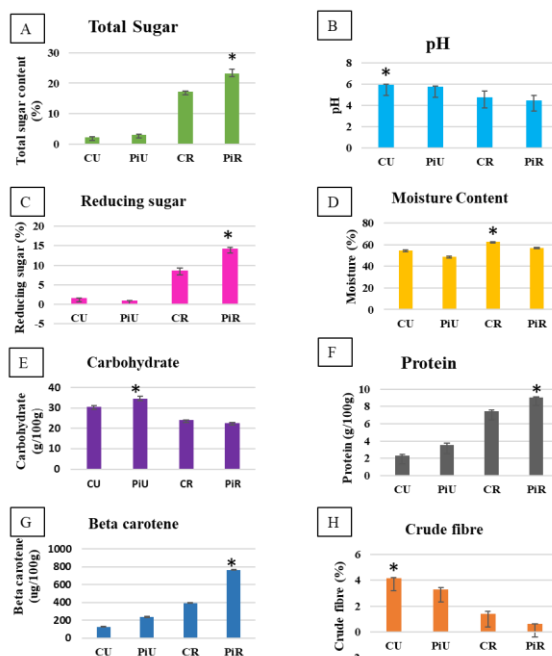 A
Total Sugar
Total sugar content
(%)
30
20
10
0
*
CU PiU CR PiR
B
pH
pH
8
6
4
2
0
*
CU PiU CR PiR
C
Reducing sugar
Reducing sugar (%)
20
15
10
5
0
-5
*
CU PiU CR PiR
D
Moisture Content
Moisture (%)
80
60
40
20
0
*
CU PiU CR PiR
E
Carbohydrate
Carbohydrate
(g/100g)
40
30
20
10
0
*
CU PiU CR PiR
F
Protein
Protein (g/100g)
10
8
6
4
2
0
*
CU PiU CR PiR
G
Beta carotene
Beta carotene
(ug/100g)
1000
800
600
400
200
0
*
CU PiU CR PiR
H
Crude fibre
Crude fibre (%)
6
4
2
0
*
CU PiU CR PiR